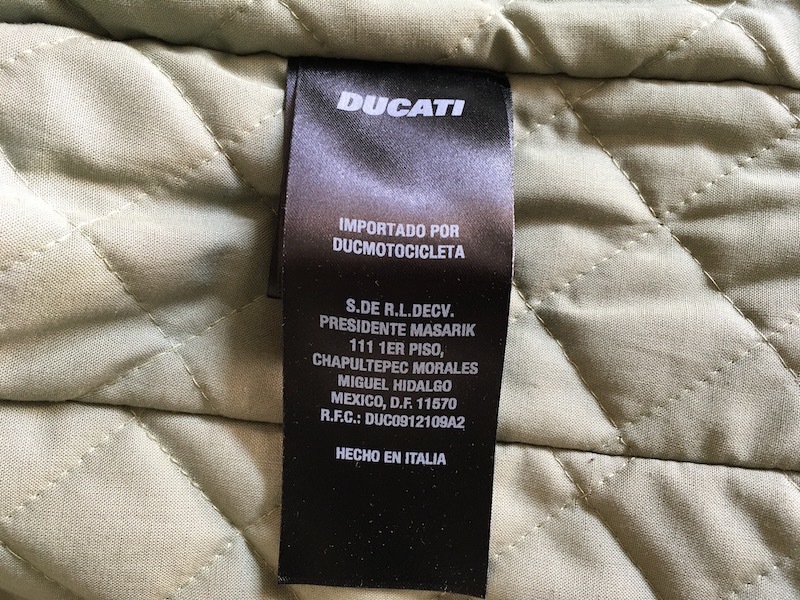 DUCATI
IMPORTADO POR
DUCMOTOCICLETA
S.DE R.L.DECV.
PRESIDENTE MASARIK
111 1ER PISO,
CHAPULTEPEC MORALES
MIGUEL HIDALGO
MEXICO, D.F. 11570
R.F.C.: DUC0912109A2
HECHO EN ITALIA